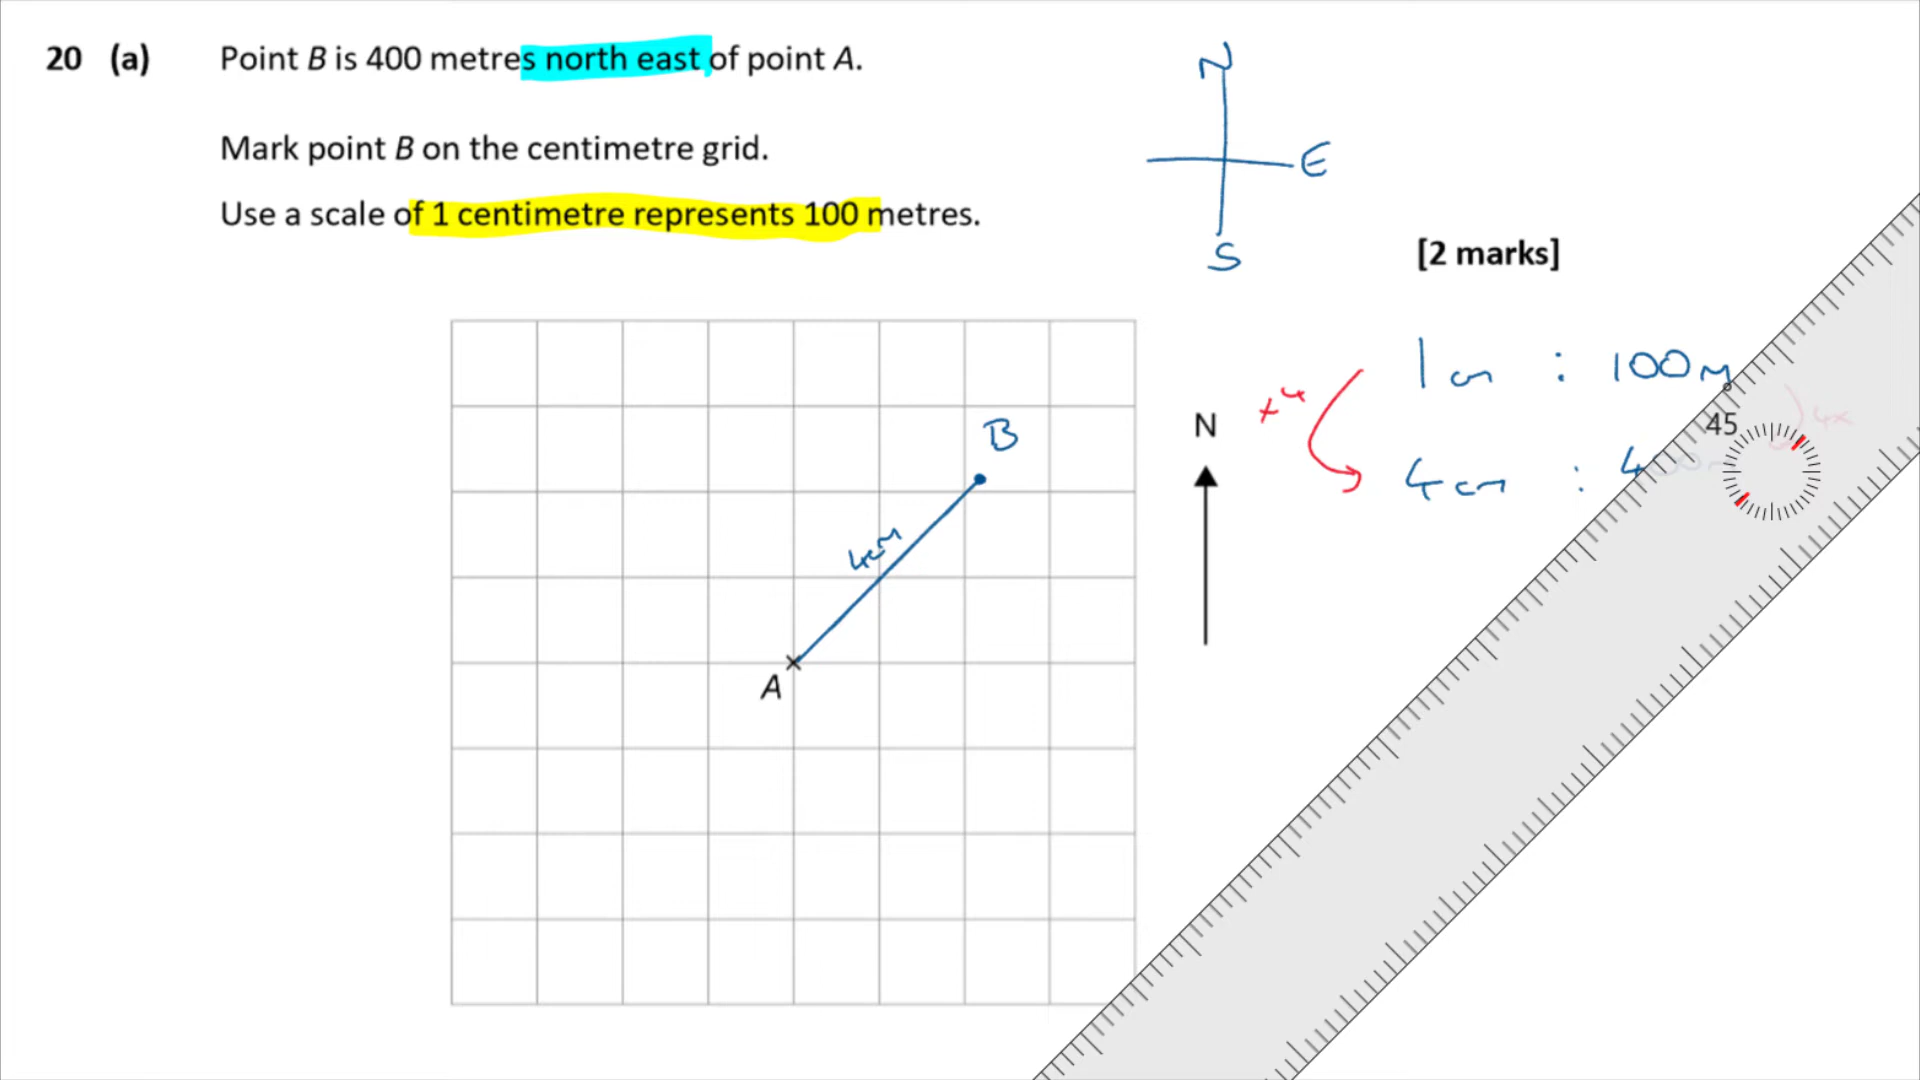 20 (a) Point B is 400 metres north east of point A.
Mark point B on the centimetre grid.
Use a scale of 1 centimetre represents 100 metres.
[2 marks]
N
E
S
1cm : 100m
×4
4cm :
4x
45
N
B
4cm
A